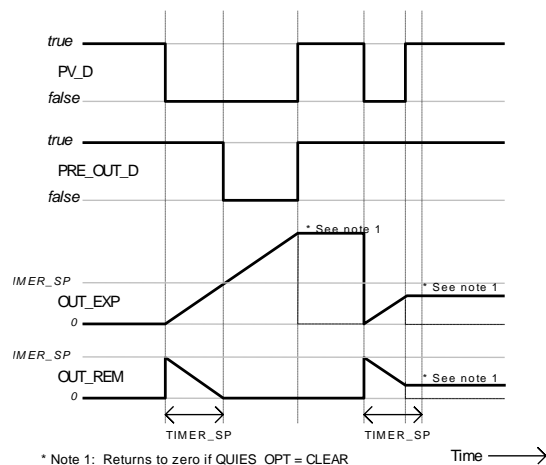 true
PV_D
false
true
PRE_OUT_D
false
* See note 1
IMER_SP
* See note 1
OUT_EXP
0
IMER_SP
OUT_REM
* See note 1
0
TIMER_SP
TIMER_SP
* Note 1: Returns to zero if QUIES OPT = CLEAR
Time